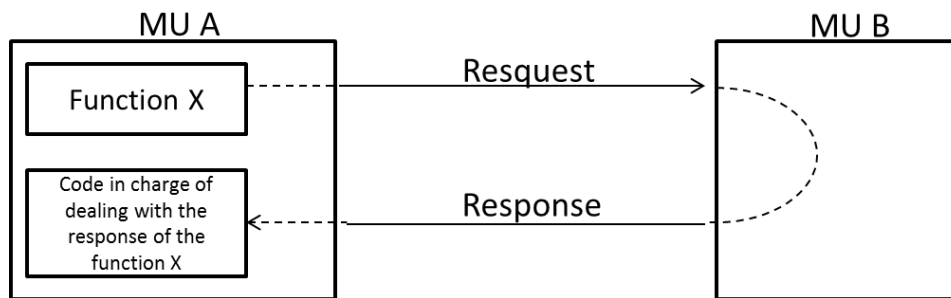 MU A
MU B
Resquest
Function X
Code in charge of
dealing with the
response of the
function X
Response